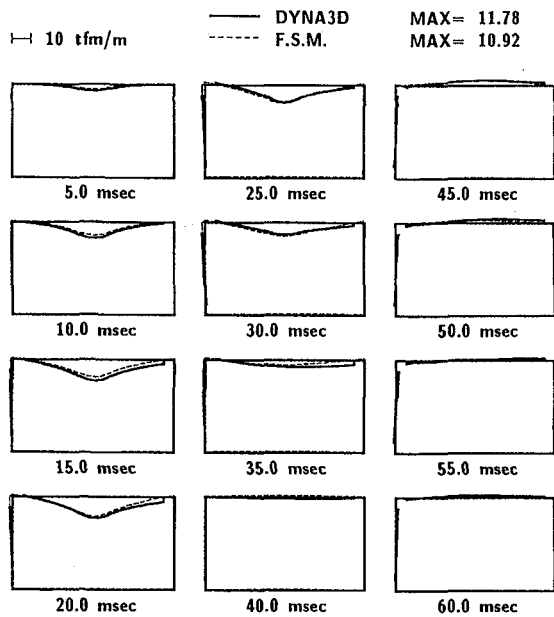 DYNA3D MAX= 11.78
10 tfm/m F.S.M. MAX= 10.92
5.0 msec 25.0 msec 45.0 msec
10.0 msec 30.0 msec 50.0 msec
15.0 msec 35.0 msec 55.0 msec
20.0 msec 40.0 msec 60.0 msec